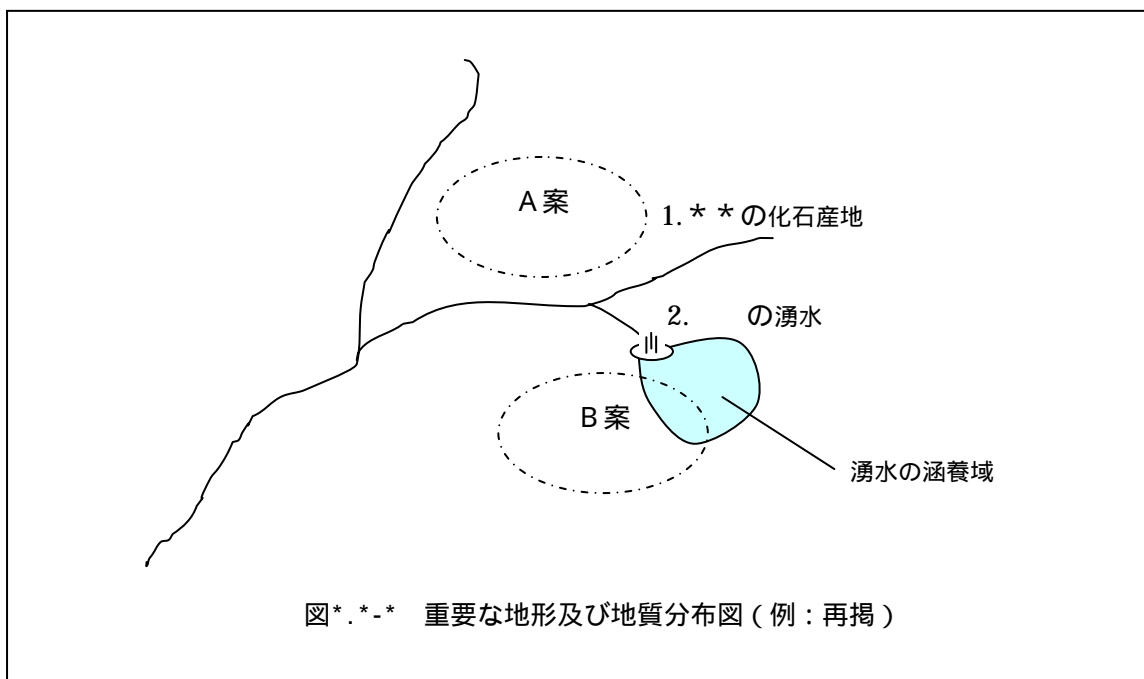 A案
1.**の化石産地
2.　　の湧水
B案
湧水の涵養域
図*.*-*　重要な地形及び地質分布図(例:再掲)